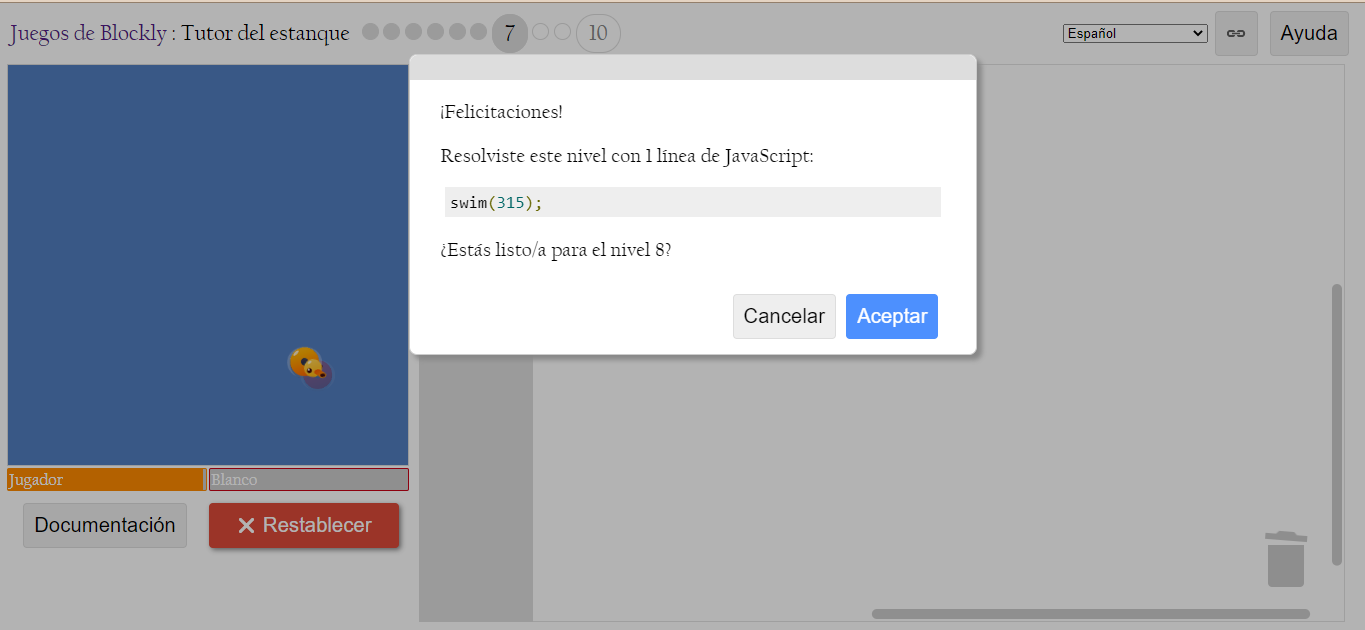 Juegos de Blockly : Tutor del estanque 7 10 Español Ayuda
¡Felicitaciones!
Resolviste este nivel con 1 línea de JavaScript:
swim(315);
¿Estás listo/a para el nivel 8?
Cancelar Aceptar
Jugador Blanco
Documentación Restablecer